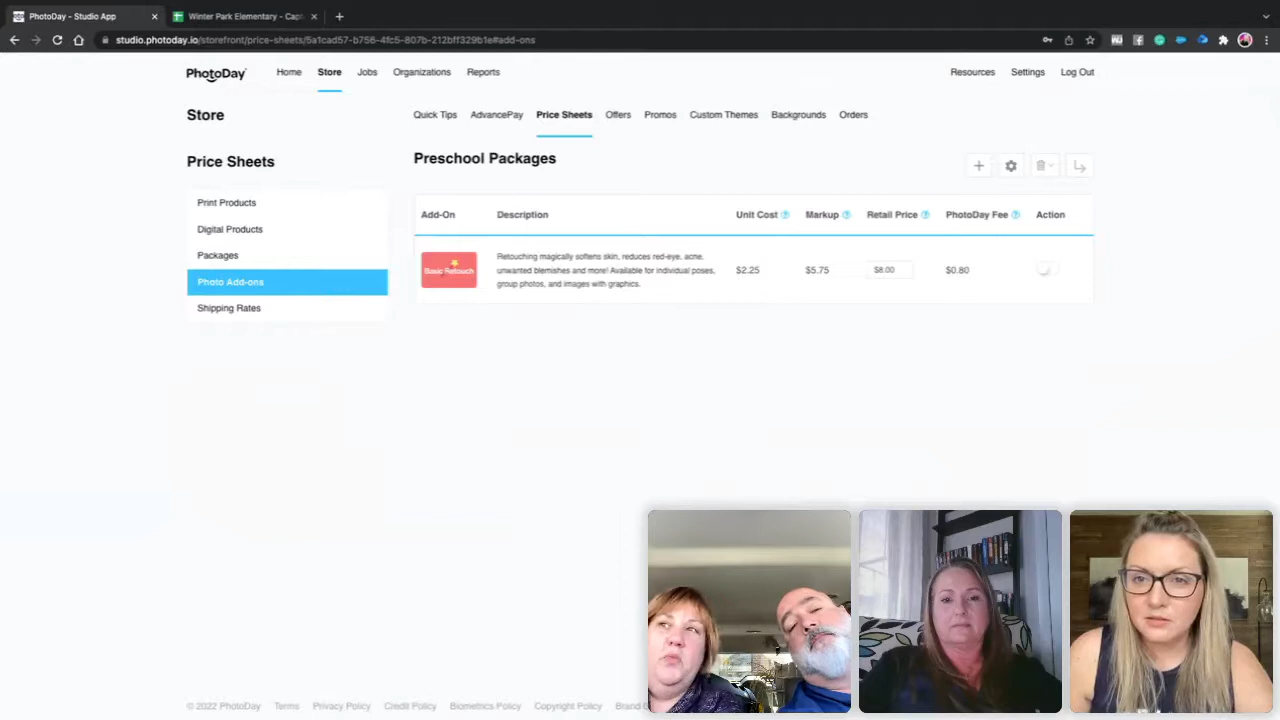 PhotoDay - Studio App
Winter Park Elementary - Capt
studio.photoday.io/storefront/price-sheets/5a1cad57-b756-4fc5-807b-212bff329b1e#add-ons
PhotoDay Home Store Jobs Organizations Reports Resources Settings Log Out
Store Quick Tips AdvancePay Price Sheets Offers Promos Custom Themes Backgrounds Orders
Price Sheets
Preschool Packages
Print Products
Digital Products
Packages
Photo Add-ons
Shipping Rates
Add-On Description Unit Cost Markup Retail Price PhotoDay Fee Action
Basic Retouch
Retouching magically softens skin, reduces red-eye, acne,
unwanted blemishes and more! Available for individual poses,
group photos, and images with graphics.
$2.25 $5.75 $8.00 $0.80
© 2022 PhotoDay Terms Privacy Policy Credit Policy Biometrics Policy Copyright Policy Brand